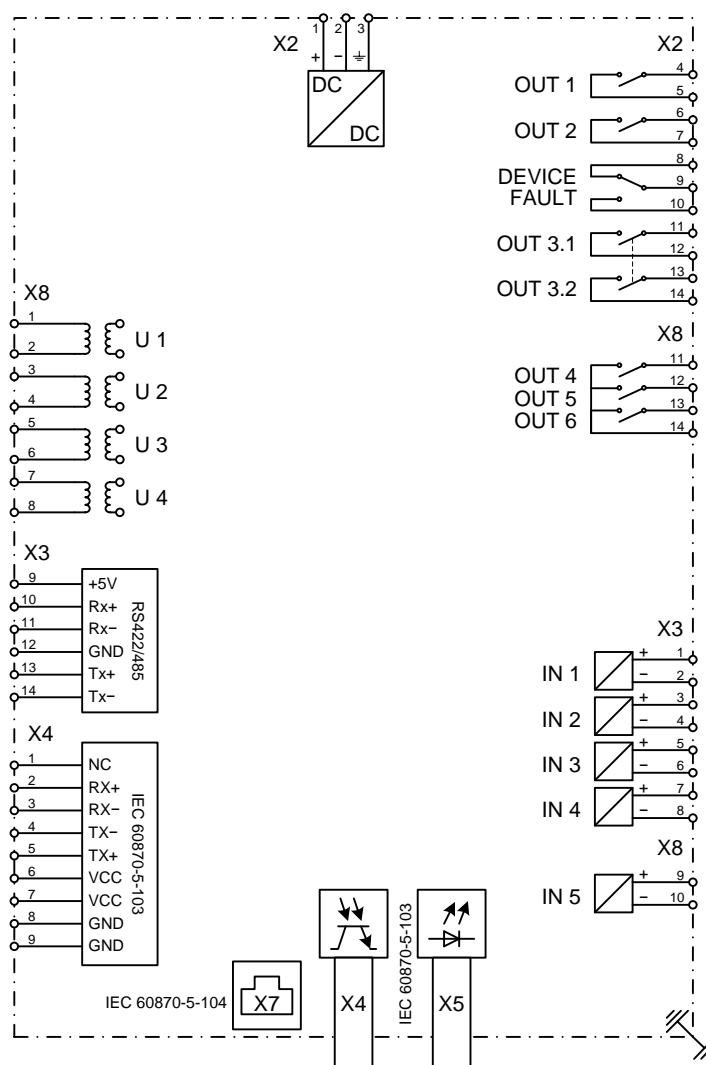 X2
1 2 3
+ −
DC
DC
X2
OUT 1
4
5
OUT 2
6
7
DEVICE
FAULT
8
9
10
OUT 3.1
11
12
OUT 3.2
13
14
X8
1
2
U 1
3
4
U 2
5
6
U 3
7
8
U 4
X8
OUT 4
OUT 5
OUT 6
11
12
13
14
X3
9 +5V
10 Rx+
11 Rx−
12 GND
13 Tx+
14 Tx−
RS422/485
X3
IN 1
+ 1
− 2
IN 2
+ 3
− 4
IN 3
+ 5
− 6
IN 4
+ 7
− 8
X4
1 NC
2 RX+
3 RX−
4 TX−
5 TX+
6 VCC
7 VCC
8 GND
9 GND
IEC 60870-5-103
X8
IN 5
+ 9
− 10
IEC 60870-5-104
X7
X4
IEC 60870-5-103
X5